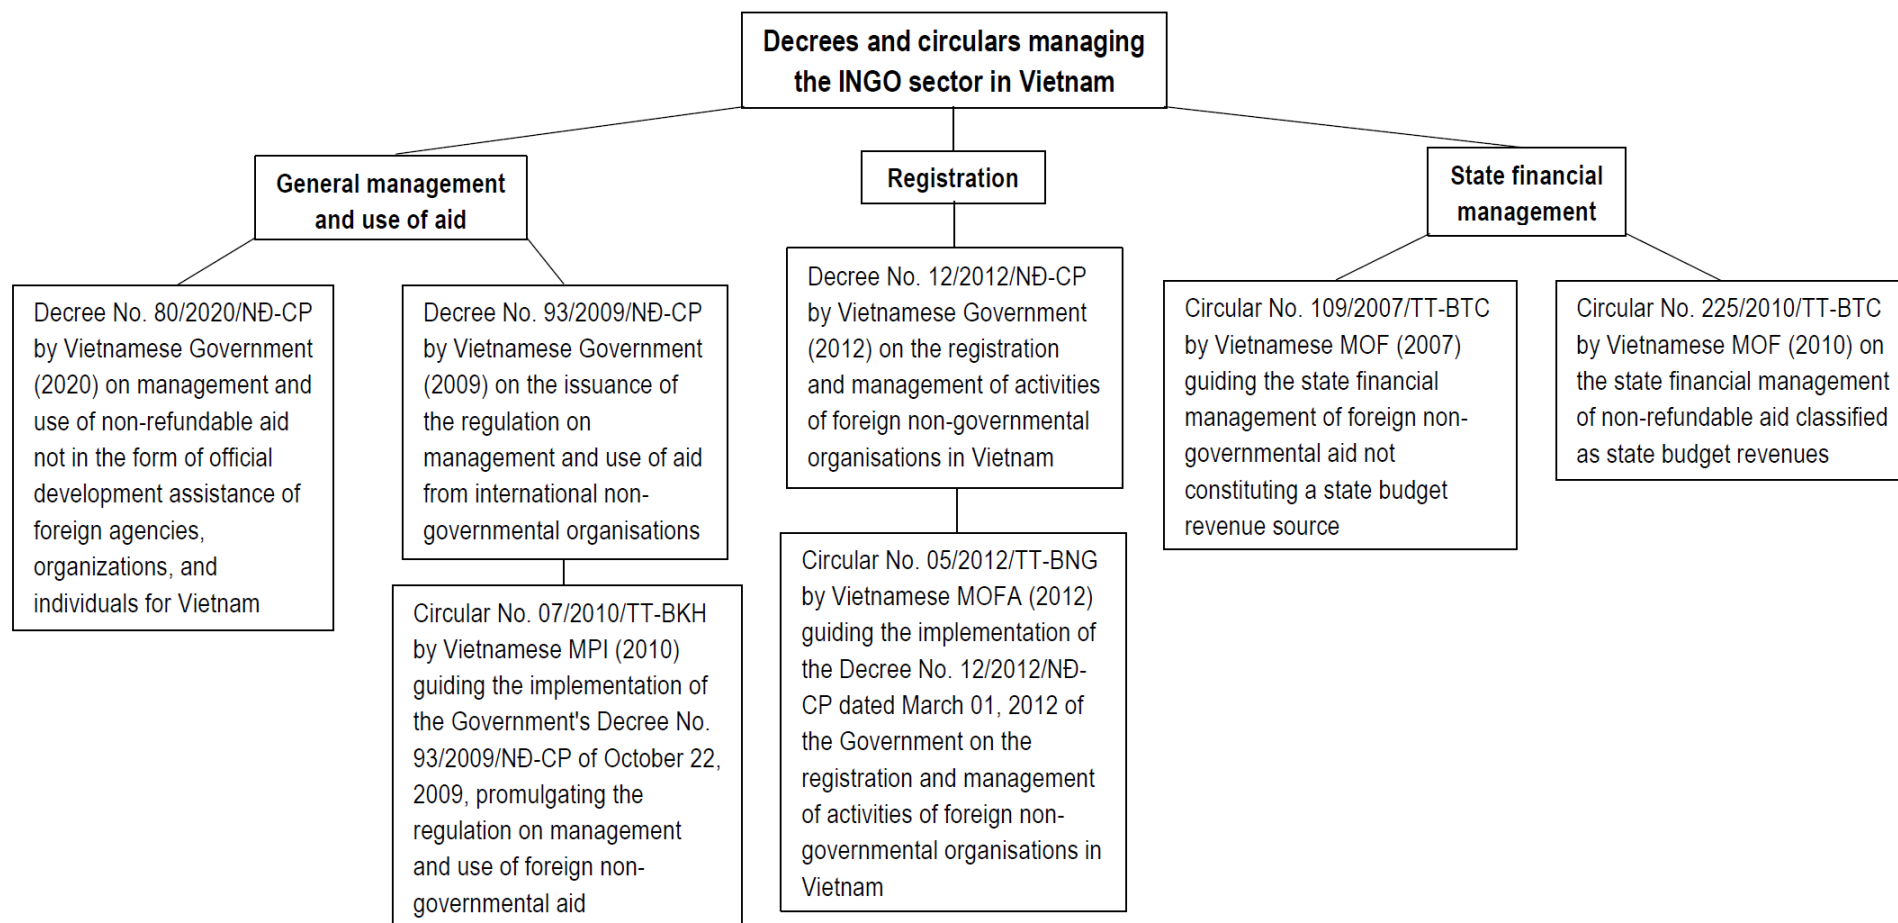 Decrees and circulars managing
the INGO sector in Vietnam
General management
and use of aid
Registration
State financial
management
Decree No. 80/2020/NĐ-CP
by Vietnamese Government
(2020) on management and
use of non-refundable aid
not in the form of official
development assistance of
foreign agencies,
organizations, and
individuals for Vietnam
Decree No. 93/2009/NĐ-CP
by Vietnamese Government
(2009) on the issuance of
the regulation on
management and use of aid
from international non-
governmental organisations
Circular No. 07/2010/TT-BKH
by Vietnamese MPI (2010)
guiding the implementation of
the Government's Decree No.
93/2009/NĐ-CP of October 22,
2009, promulgating the
regulation on management
and use of foreign non-
governmental aid
Decree No. 12/2012/NĐ-CP
by Vietnamese Government
(2012) on the registration
and management of activities
of foreign non-governmental
organisations in Vietnam
Circular No. 05/2012/TT-BNG
by Vietnamese MOFA (2012)
guiding the implementation of
the Decree No. 12/2012/NĐ-
CP dated March 01, 2012 of
the Government on the
registration and management
of activities of foreign non-
governmental organisations in
Vietnam
Circular No. 109/2007/TT-BTC
by Vietnamese MOF (2007)
guiding the state financial
management of foreign non-
governmental aid not
constituting a state budget
revenue source
Circular No. 225/2010/TT-BTC
by Vietnamese MOF (2010) on
the state financial management
of non-refundable aid classified
as state budget revenues